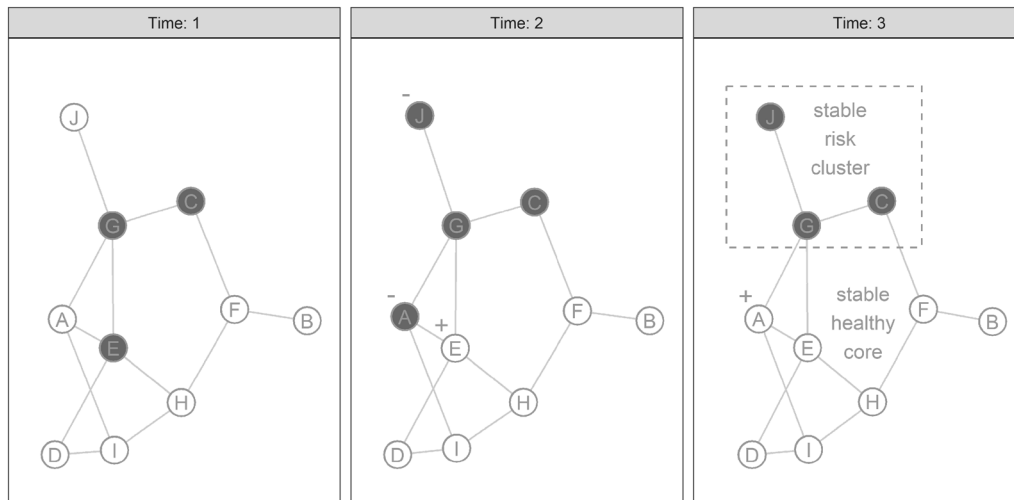 Time: 1
J
C
G
A
F
B
E
H
D
I
Time: 2
-
J
C
G
-
A
F
B
+
E
H
D
I
Time: 3
J
stable
risk
cluster
C
G
+
stable
A
healthy
F
B
E
core
H
D
I